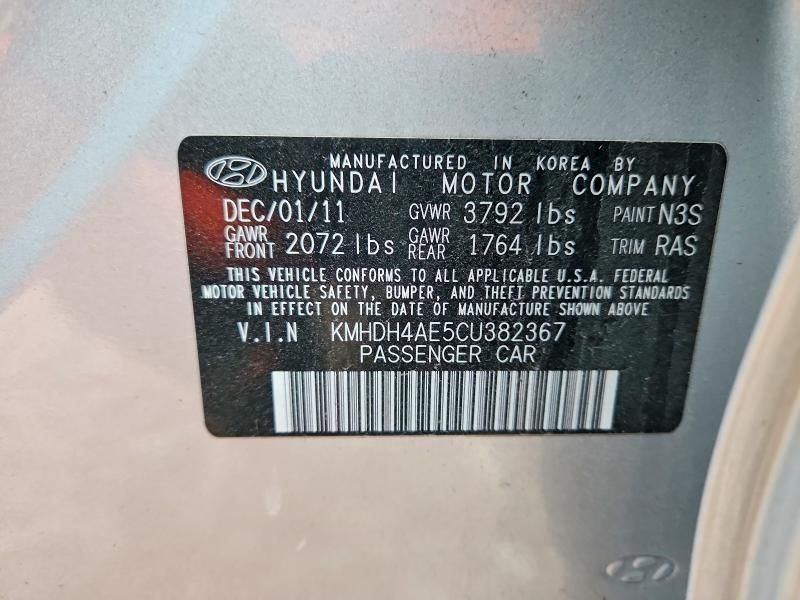 MANUFACTURED IN KOREA BY
HYUNDAI MOTOR COMPANY
DEC/01/11 GVWR 3792 lbs PAINT N3S
GAWR FRONT 2072 lbs GAWR REAR 1764 lbs TRIM RAS
THIS VEHICLE CONFORMS TO ALL APPLICABLE U.S.A. FEDERAL
MOTOR VEHICLE SAFETY, BUMPER, AND THEFT PREVENTION STANDARDS
IN EFFECT ON THE DATE OF MANUFACTURE SHOWN ABOVE.
V.I.N KMHDH4AE5CU382367
PASSENGER CAR